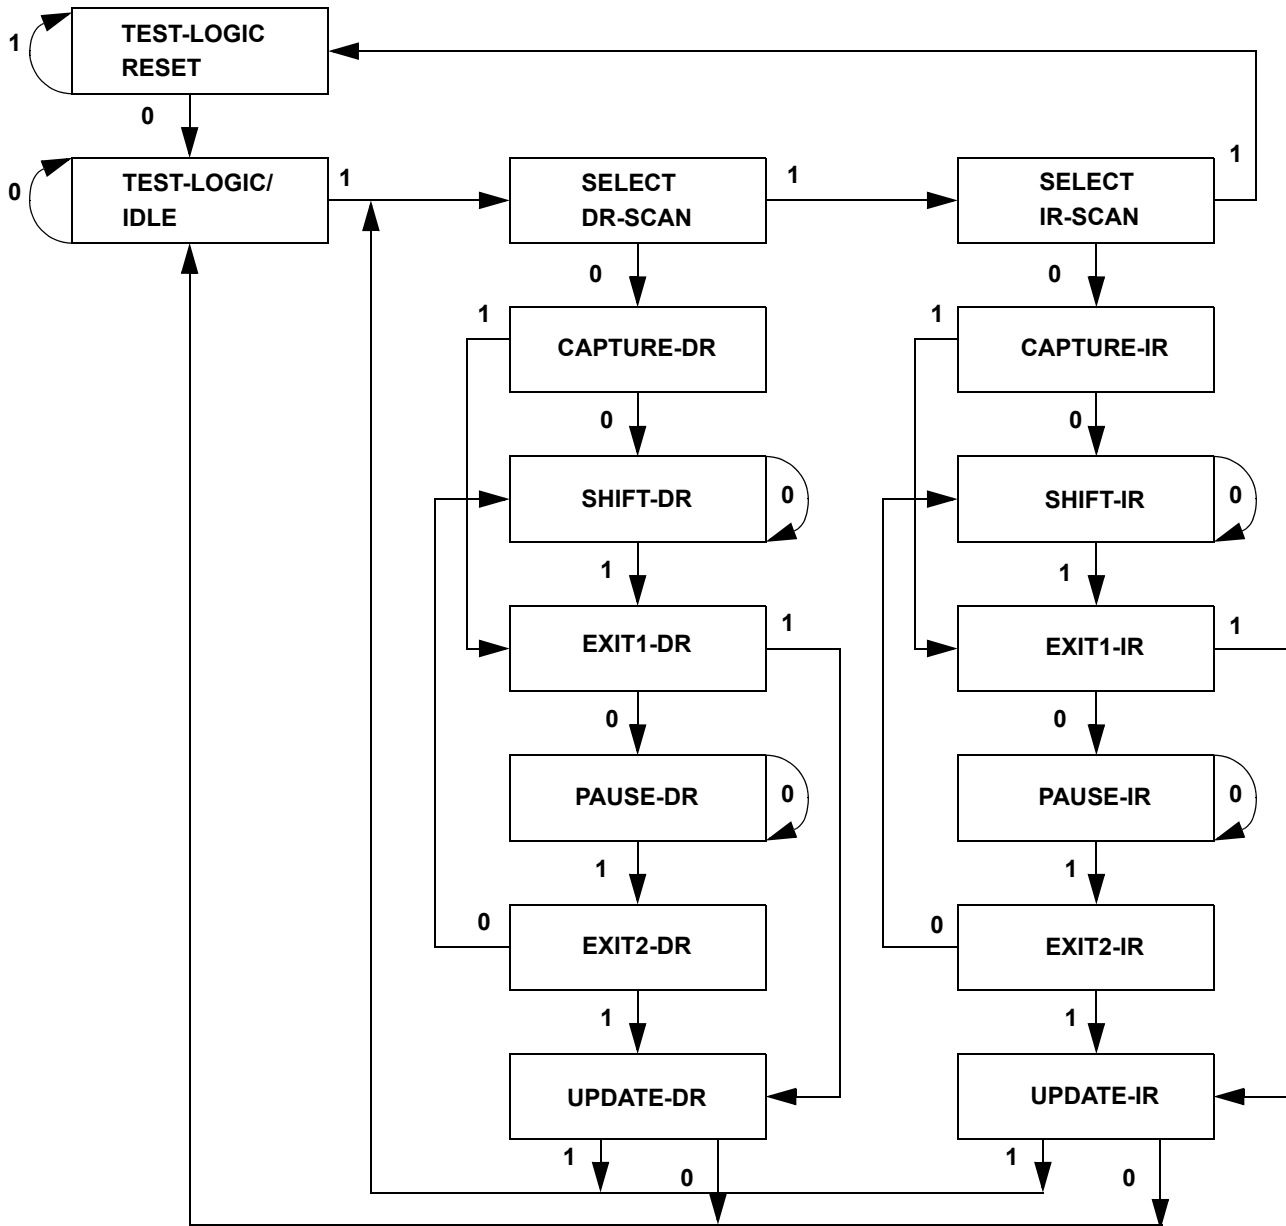 1
TEST-LOGIC
RESET
0
0
TEST-LOGIC/
IDLE
1
SELECT
DR-SCAN
1
SELECT
IR-SCAN
1
0
0
1
CAPTURE-DR
1
CAPTURE-IR
0
0
SHIFT-DR
0
SHIFT-IR
0
1
1
EXIT1-DR
1
EXIT1-IR
1
0
0
PAUSE-DR
0
PAUSE-IR
0
1
1
0
EXIT2-DR
0
EXIT2-IR
1
1
UPDATE-DR
UPDATE-IR
1
0
1
0